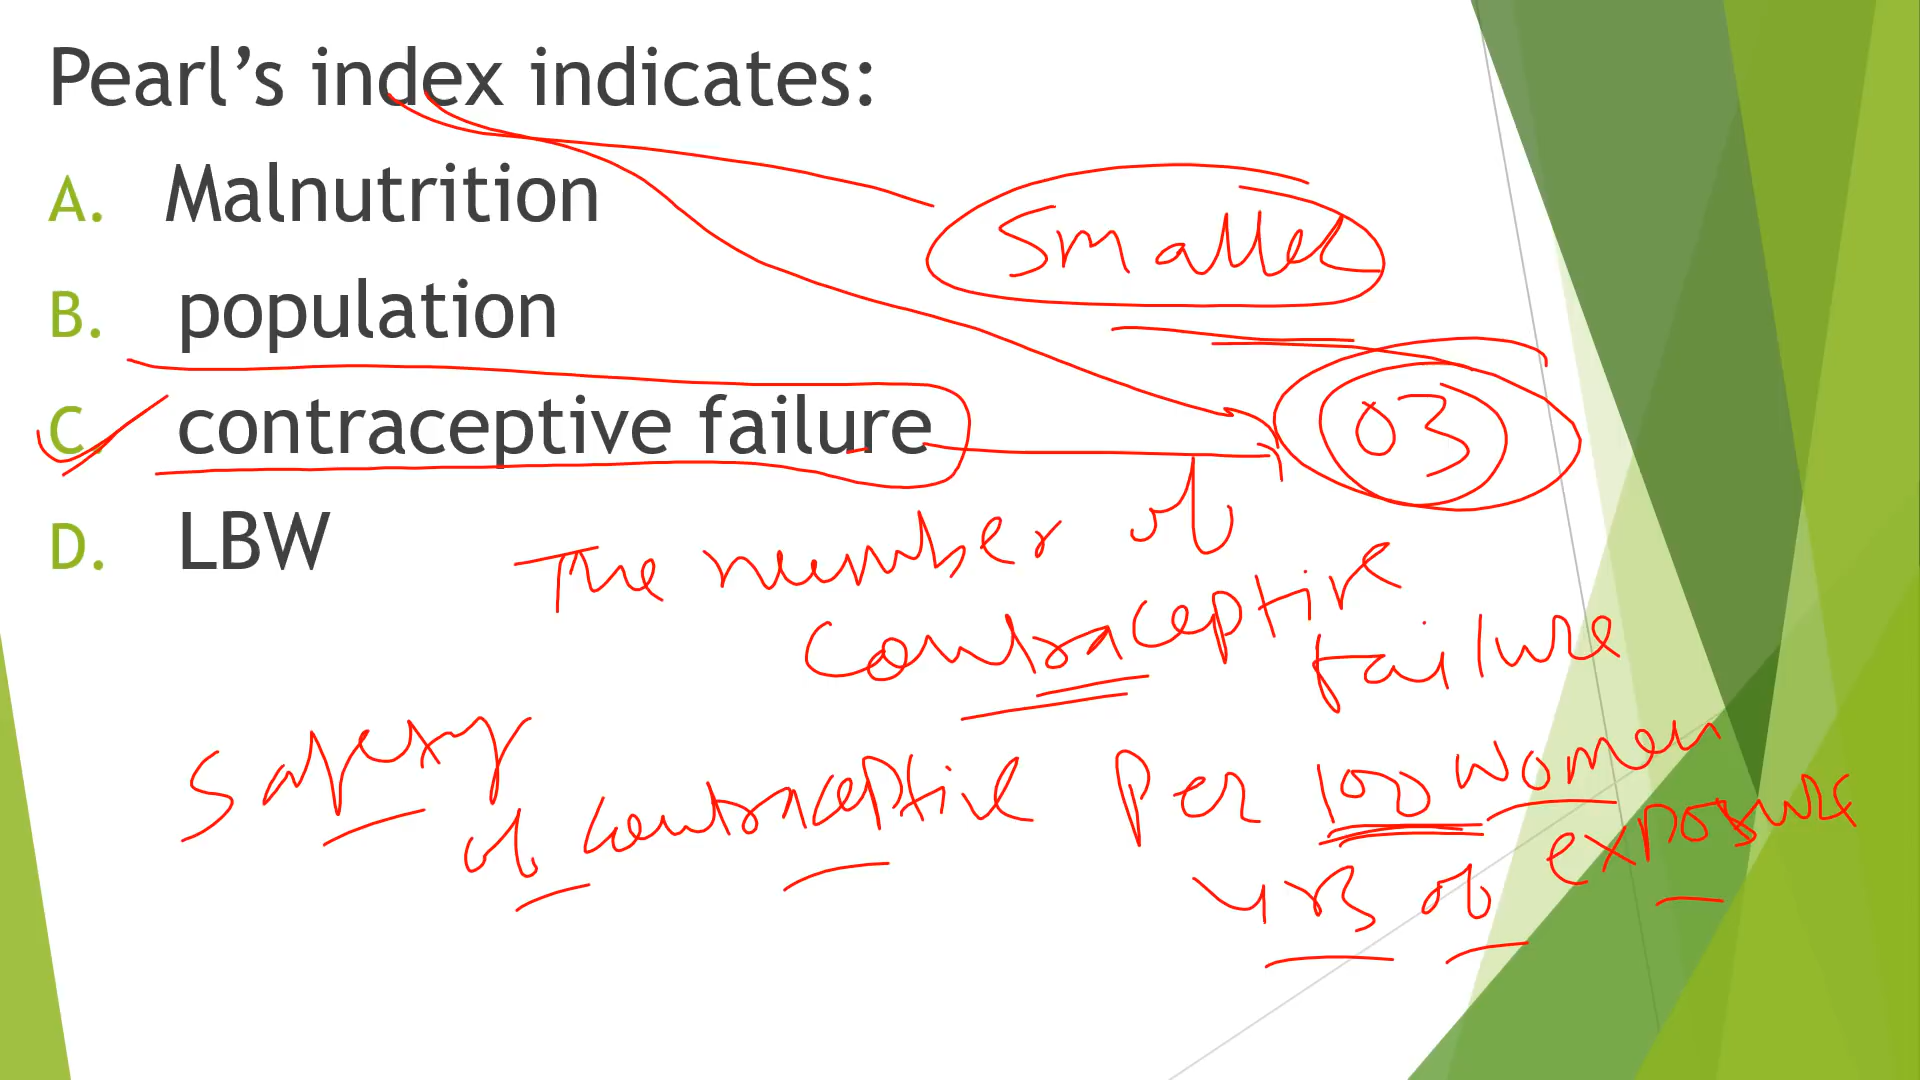 Pearl’s index indicates:
A. Malnutrition
Smaller
B. population
C. contraceptive failure
03
D. LBW
The number of
contraceptive
failure
Safety
of contraceptive Per 100 women
yrs of exposure